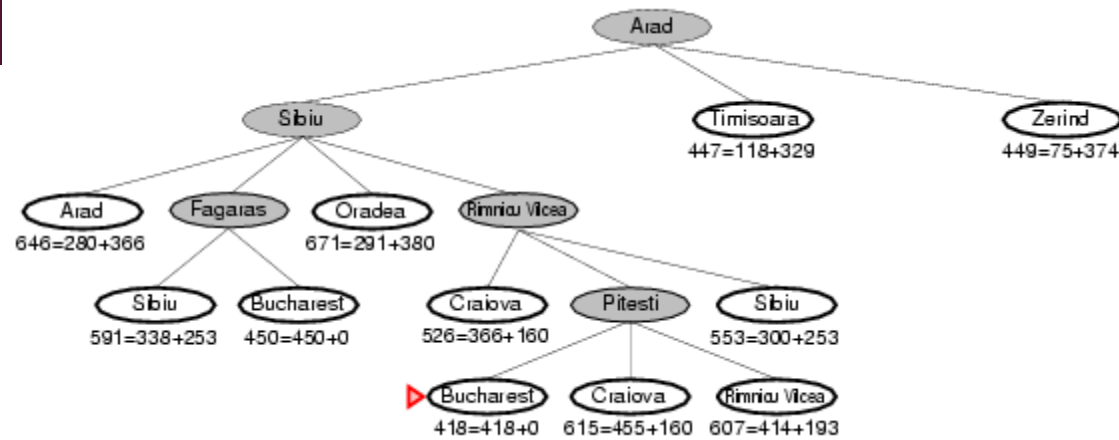 Arad
Sibiu
Timisoara
Zerind
447=118+329
449=75+374
Arad
Fagaras
Oradea
Rimnicu Vilcea
646=280+366
671=291+380
Sibiu
Bucharest
Craiova
Pitesti
Sibiu
591=338+253
450=450+0
526=366+160
553=300+253
Bucharest
Craiova
Rimnicu Vilcea
418=418+0
615=455+160
607=414+193